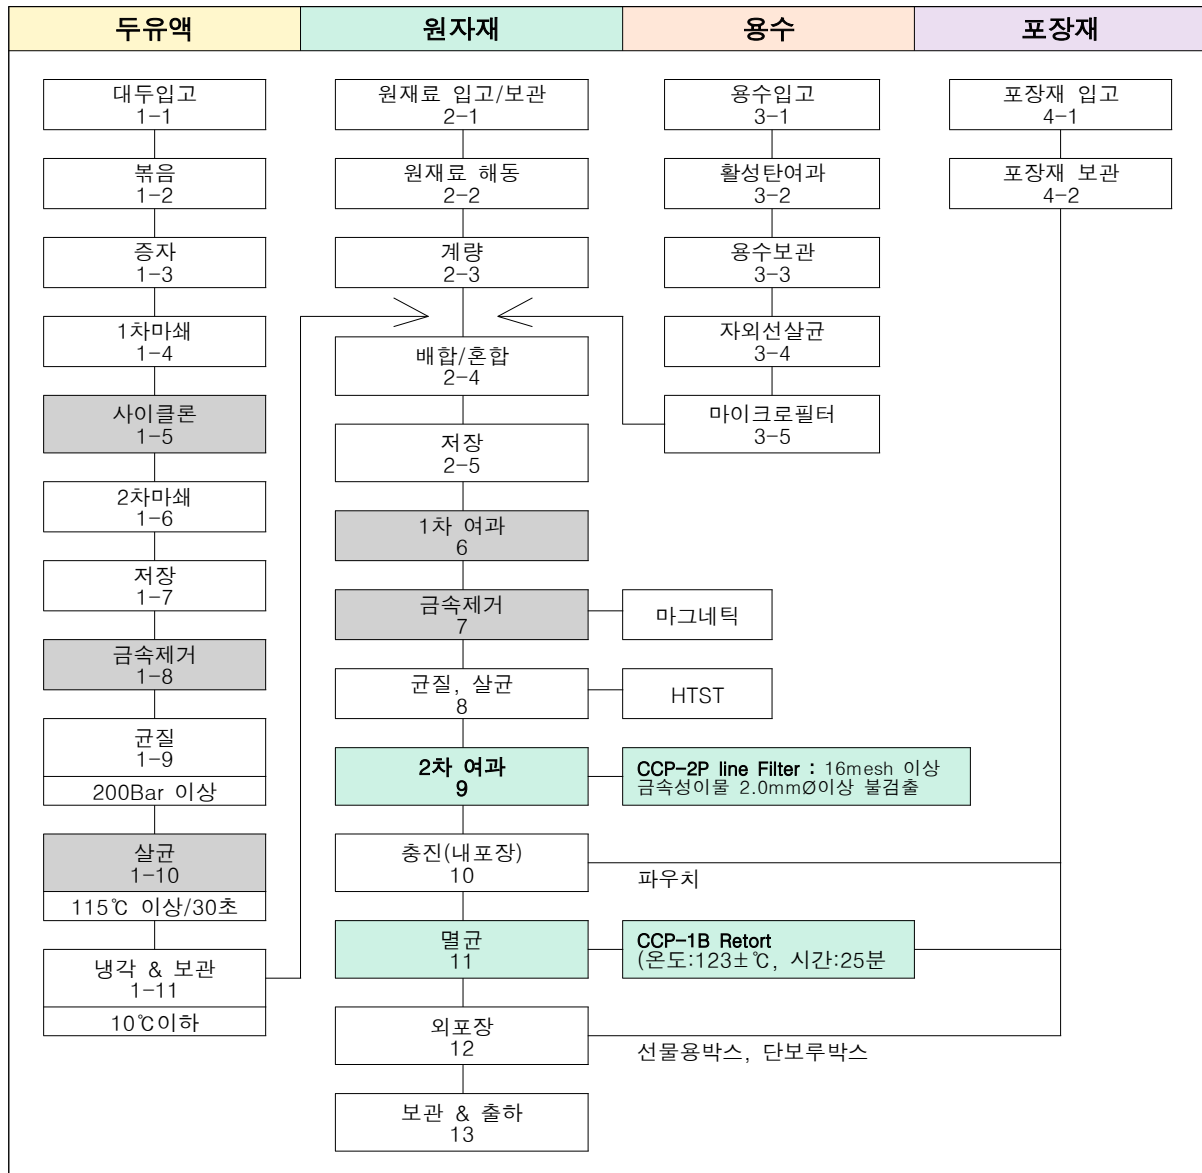 두유액
원자재
용수
포장재
대두입고
1-1
볶음
1-2
증자
1-3
1차마쇄
1-4
사이클론
1-5
2차마쇄
1-6
저장
1-7
금속제거
1-8
균질
1-9
200Bar 이상
살균
1-10
115℃ 이상/30초
냉각 & 보관
1-11
10℃이하
원재료 입고/보관
2-1
원재료 해동
2-2
계량
2-3
배합/혼합
2-4
저장
2-5
1차 여과
6
금속제거
7
마그네틱
균질, 살균
8
HTST
2차 여과
9
CCP-2P line Filter : 16mesh 이상
금속성이물 2.0mmØ이상 불검출
충진(내포장)
10
파우치
멸균
11
CCP-1B Retort
(온도:123±℃, 시간:25분
외포장
12
선물용박스, 단보루박스
보관 & 출하
13
용수입고
3-1
활성탄여과
3-2
용수보관
3-3
자외선살균
3-4
마이크로필터
3-5
포장재 입고
4-1
포장재 보관
4-2